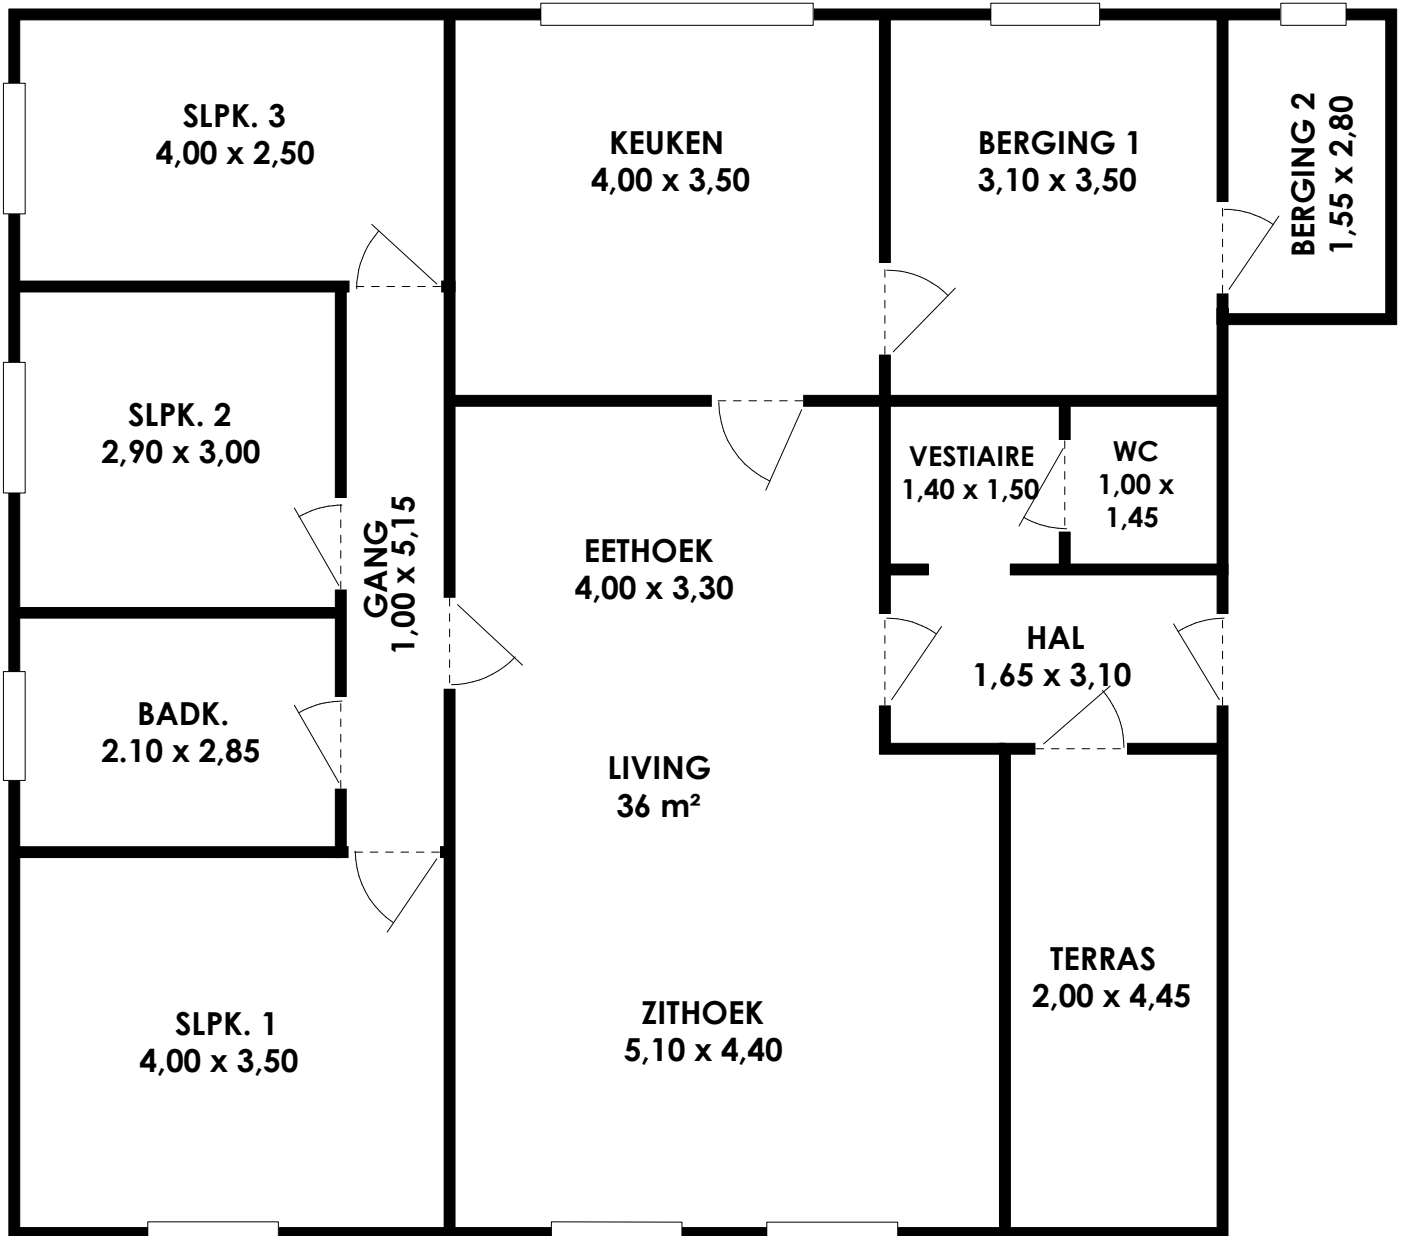 SLPK. 3
4,00 x 2,50
KEUKEN
4,00 x 3,50
BERGING 1
3,10 x 3,50
BERGING 2
1,55 x 2,80
SLPK. 2
2,90 x 3,00
GANG
1,00 x 5,15
VESTIAIRE
1,40 x 1,50
WC
1,00 x
1,45
EETHOEK
4,00 x 3,30
HAL
1,65 x 3,10
BADK.
2.10 x 2,85
LIVING
36 m²
TERRAS
2,00 x 4,45
SLPK. 1
4,00 x 3,50
ZITHOEK
5,10 x 4,40